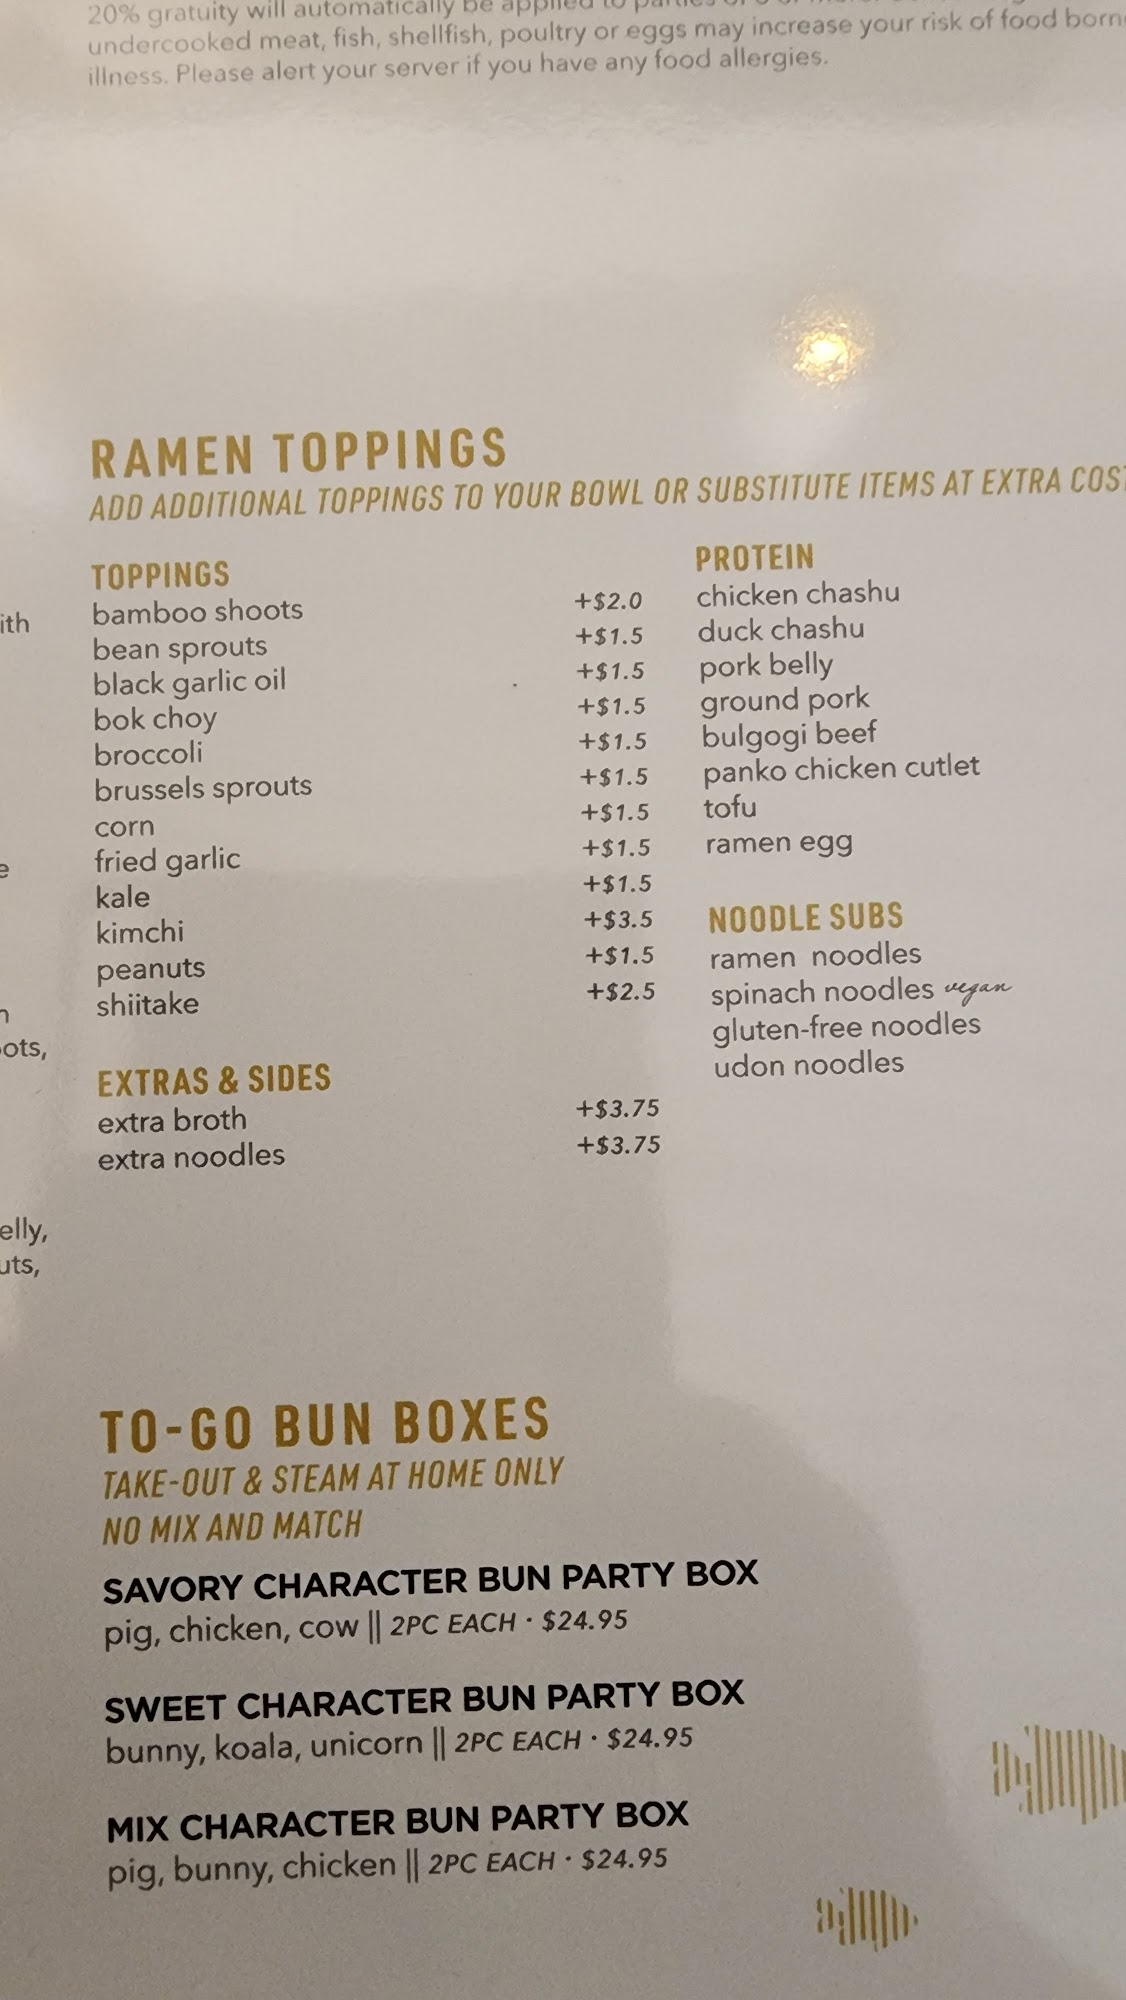 20% gratuity will automatically be applied to parties of
undercooked meat, fish, shellfish, poultry or eggs may increase your risk of food born
illness. Please alert your server if you have any food allergies.
RAMEN TOPPINGS
ADD ADDITIONAL TOPPINGS TO YOUR BOWL OR SUBSTITUTE ITEMS AT EXTRA COST
TOPPINGS
bamboo shoots +$2.0
bean sprouts +$1.5
black garlic oil +$1.5
bok choy +$1.5
broccoli +$1.5
brussels sprouts +$1.5
corn +$1.5
fried garlic +$1.5
kale +$1.5
kimchi +$3.5
peanuts +$1.5
shiitake +$2.5
EXTRAS & SIDES
extra broth +$3.75
extra noodles +$3.75
PROTEIN
chicken chashu
duck chashu
pork belly
ground pork
bulgogi beef
panko chicken cutlet
tofu
ramen egg
NOODLE SUBS
ramen noodles
spinach noodles vegan
gluten-free noodles
udon noodles
ith
e
n
ots,
elly,
uts,
TO-GO BUN BOXES
TAKE-OUT & STEAM AT HOME ONLY
NO MIX AND MATCH
SAVORY CHARACTER BUN PARTY BOX
pig, chicken, cow || 2PC EACH · $24.95
SWEET CHARACTER BUN PARTY BOX
bunny, koala, unicorn || 2PC EACH · $24.95
MIX CHARACTER BUN PARTY BOX
pig, bunny, chicken || 2PC EACH · $24.95